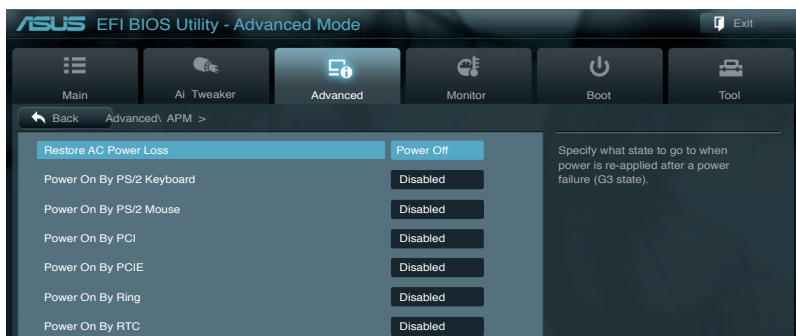 ASUS EFI BIOS Utility - Advanced Mode
Exit
Main
Ai Tweaker
Advanced
Monitor
Boot
Tool
Back
Advanced\ APM >
Restore AC Power Loss Power Off
Power On By PS/2 Keyboard Disabled
Power On By PS/2 Mouse Disabled
Power On By PCI Disabled
Power On By PCIE Disabled
Power On By Ring Disabled
Power On By RTC Disabled
Specify what state to go to when
power is re-applied after a power
failure (G3 state).